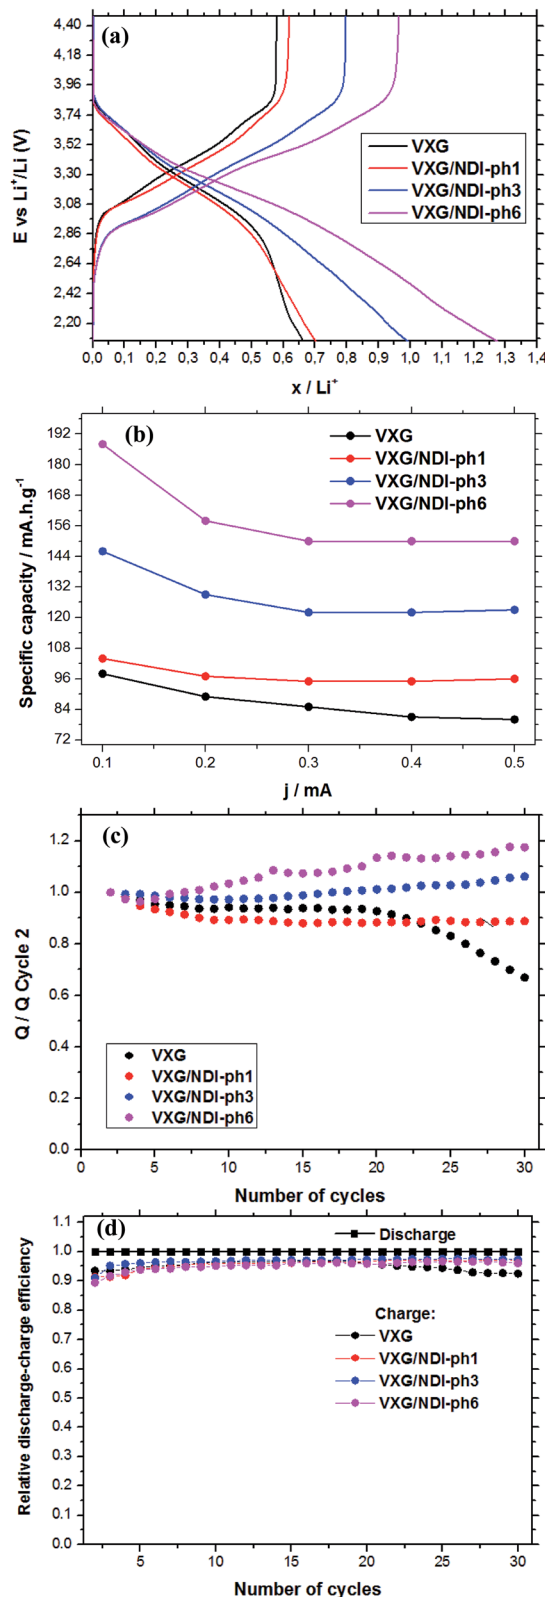 (a)
E vs Li⁺/Li (V)
4,40
4,18
3,96
3,74
3,52
3,30
3,08
2,86
2,64
2,42
2,20
VXG
VXG/NDI-ph1
VXG/NDI-ph3
VXG/NDI-ph6
0,0 0,1 0,2 0,3 0,4 0,5 0,6 0,7 0,8 0,9 1,0 1,1 1,2 1,3 1,4
x / Li⁺
(b)
Specific capacity / mA.h.g⁻¹
192
180
168
156
144
132
120
108
96
84
72
VXG
VXG/NDI-ph1
VXG/NDI-ph3
VXG/NDI-ph6
0.1 0.2 0.3 0.4 0.5
j / mA
(c)
Q / Q Cycle 2
1.2
1.0
0.8
0.6
0.4
0.2
0.0
VXG
VXG/NDI-ph1
VXG/NDI-ph3
VXG/NDI-ph6
0 5 10 15 20 25 30
Number of cycles
(d)
Relative discharge-charge efficiency
1.1
1.0
0.9
0.8
0.7
0.6
0.5
0.4
0.3
0.2
0.1
0.0
Discharge
Charge:
VXG
VXG/NDI-ph1
VXG/NDI-ph3
VXG/NDI-ph6
5 10 15 20 25 30
Number of cycles